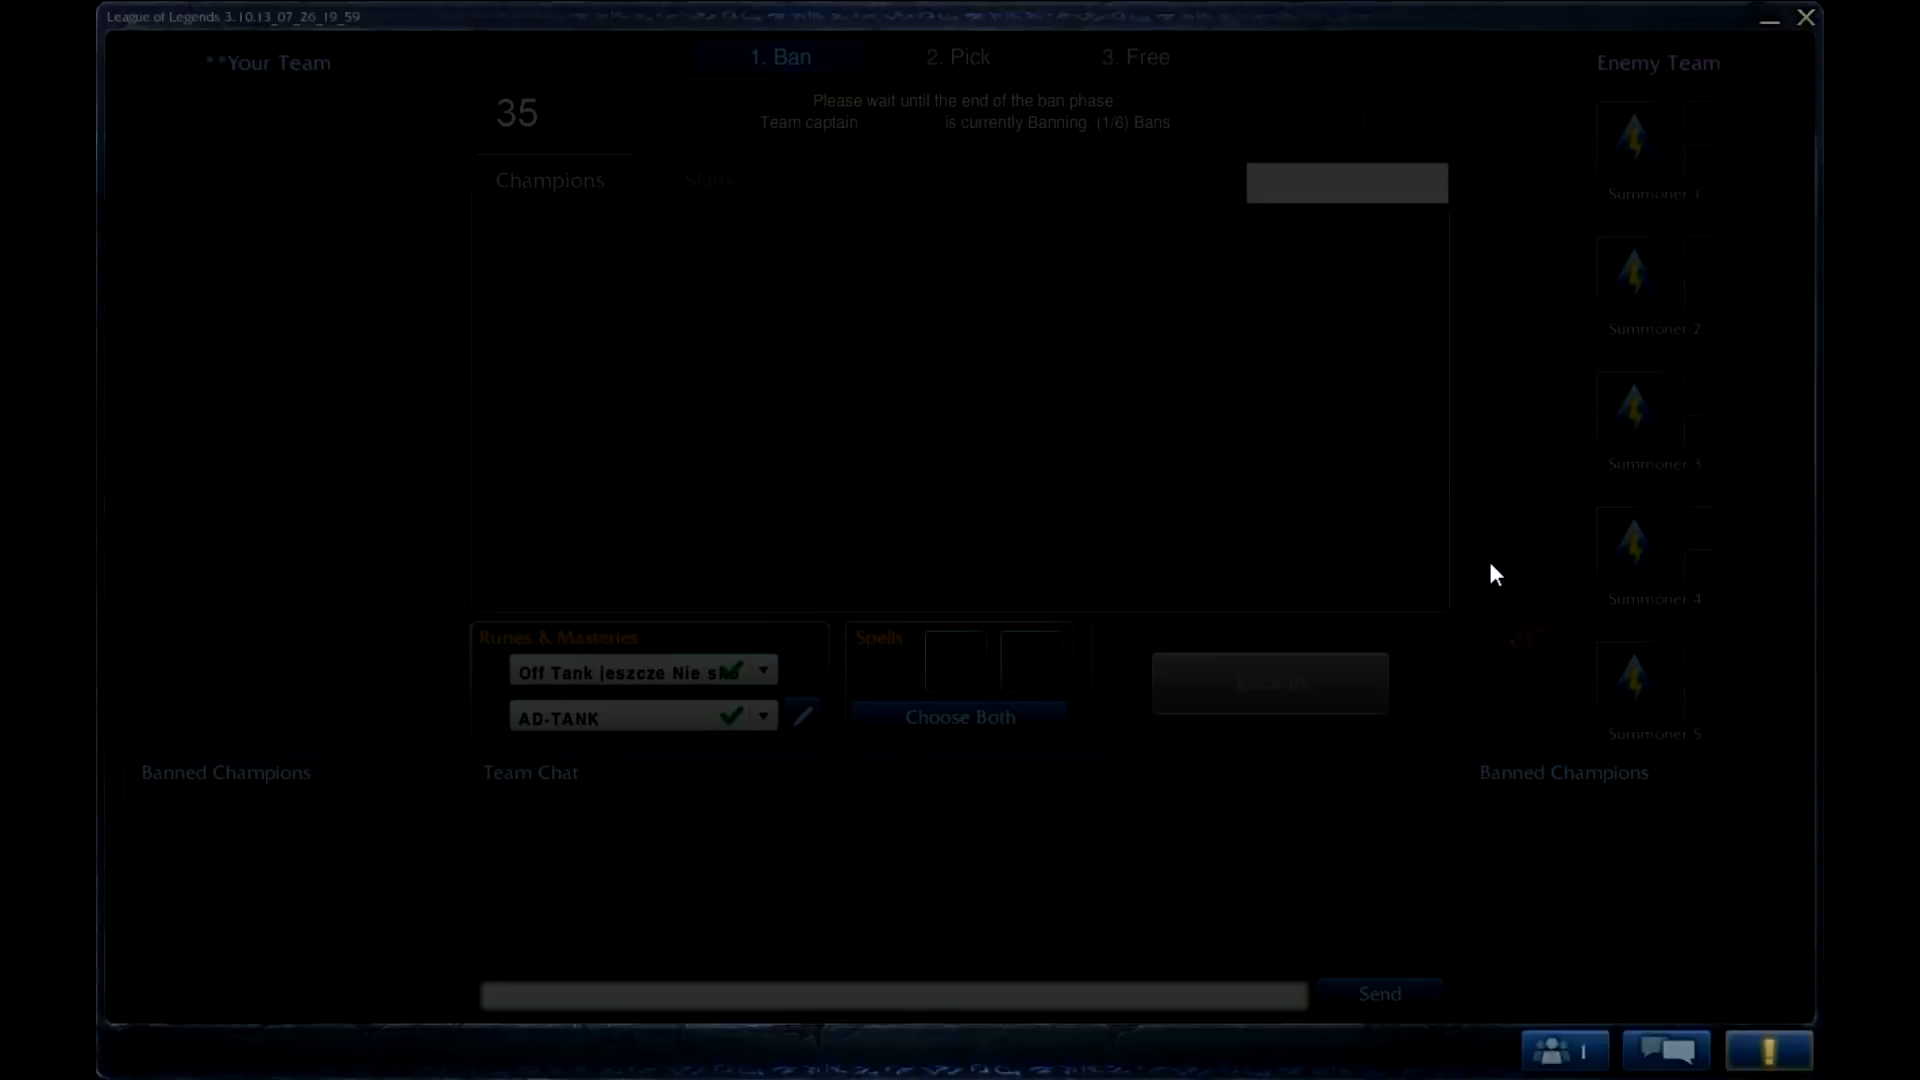 League of Legends 3.10.13_07_26_19_59
**Your Team
1. Ban
2. Pick
3. Free
Enemy Team
35
Please wait until the end of the ban phase.
Team captain is currently Banning. (1/6) Bans
Champions
Skins
Summoner 1
Summoner 2
Summoner 3
Summoner 4
Summoner 5
Runes & Masteries
Off Tank jeszcze Nie
AD-TANK
Spells
Choose Both
Lock In
Banned Champions
Team Chat
Banned Champions
Send
1